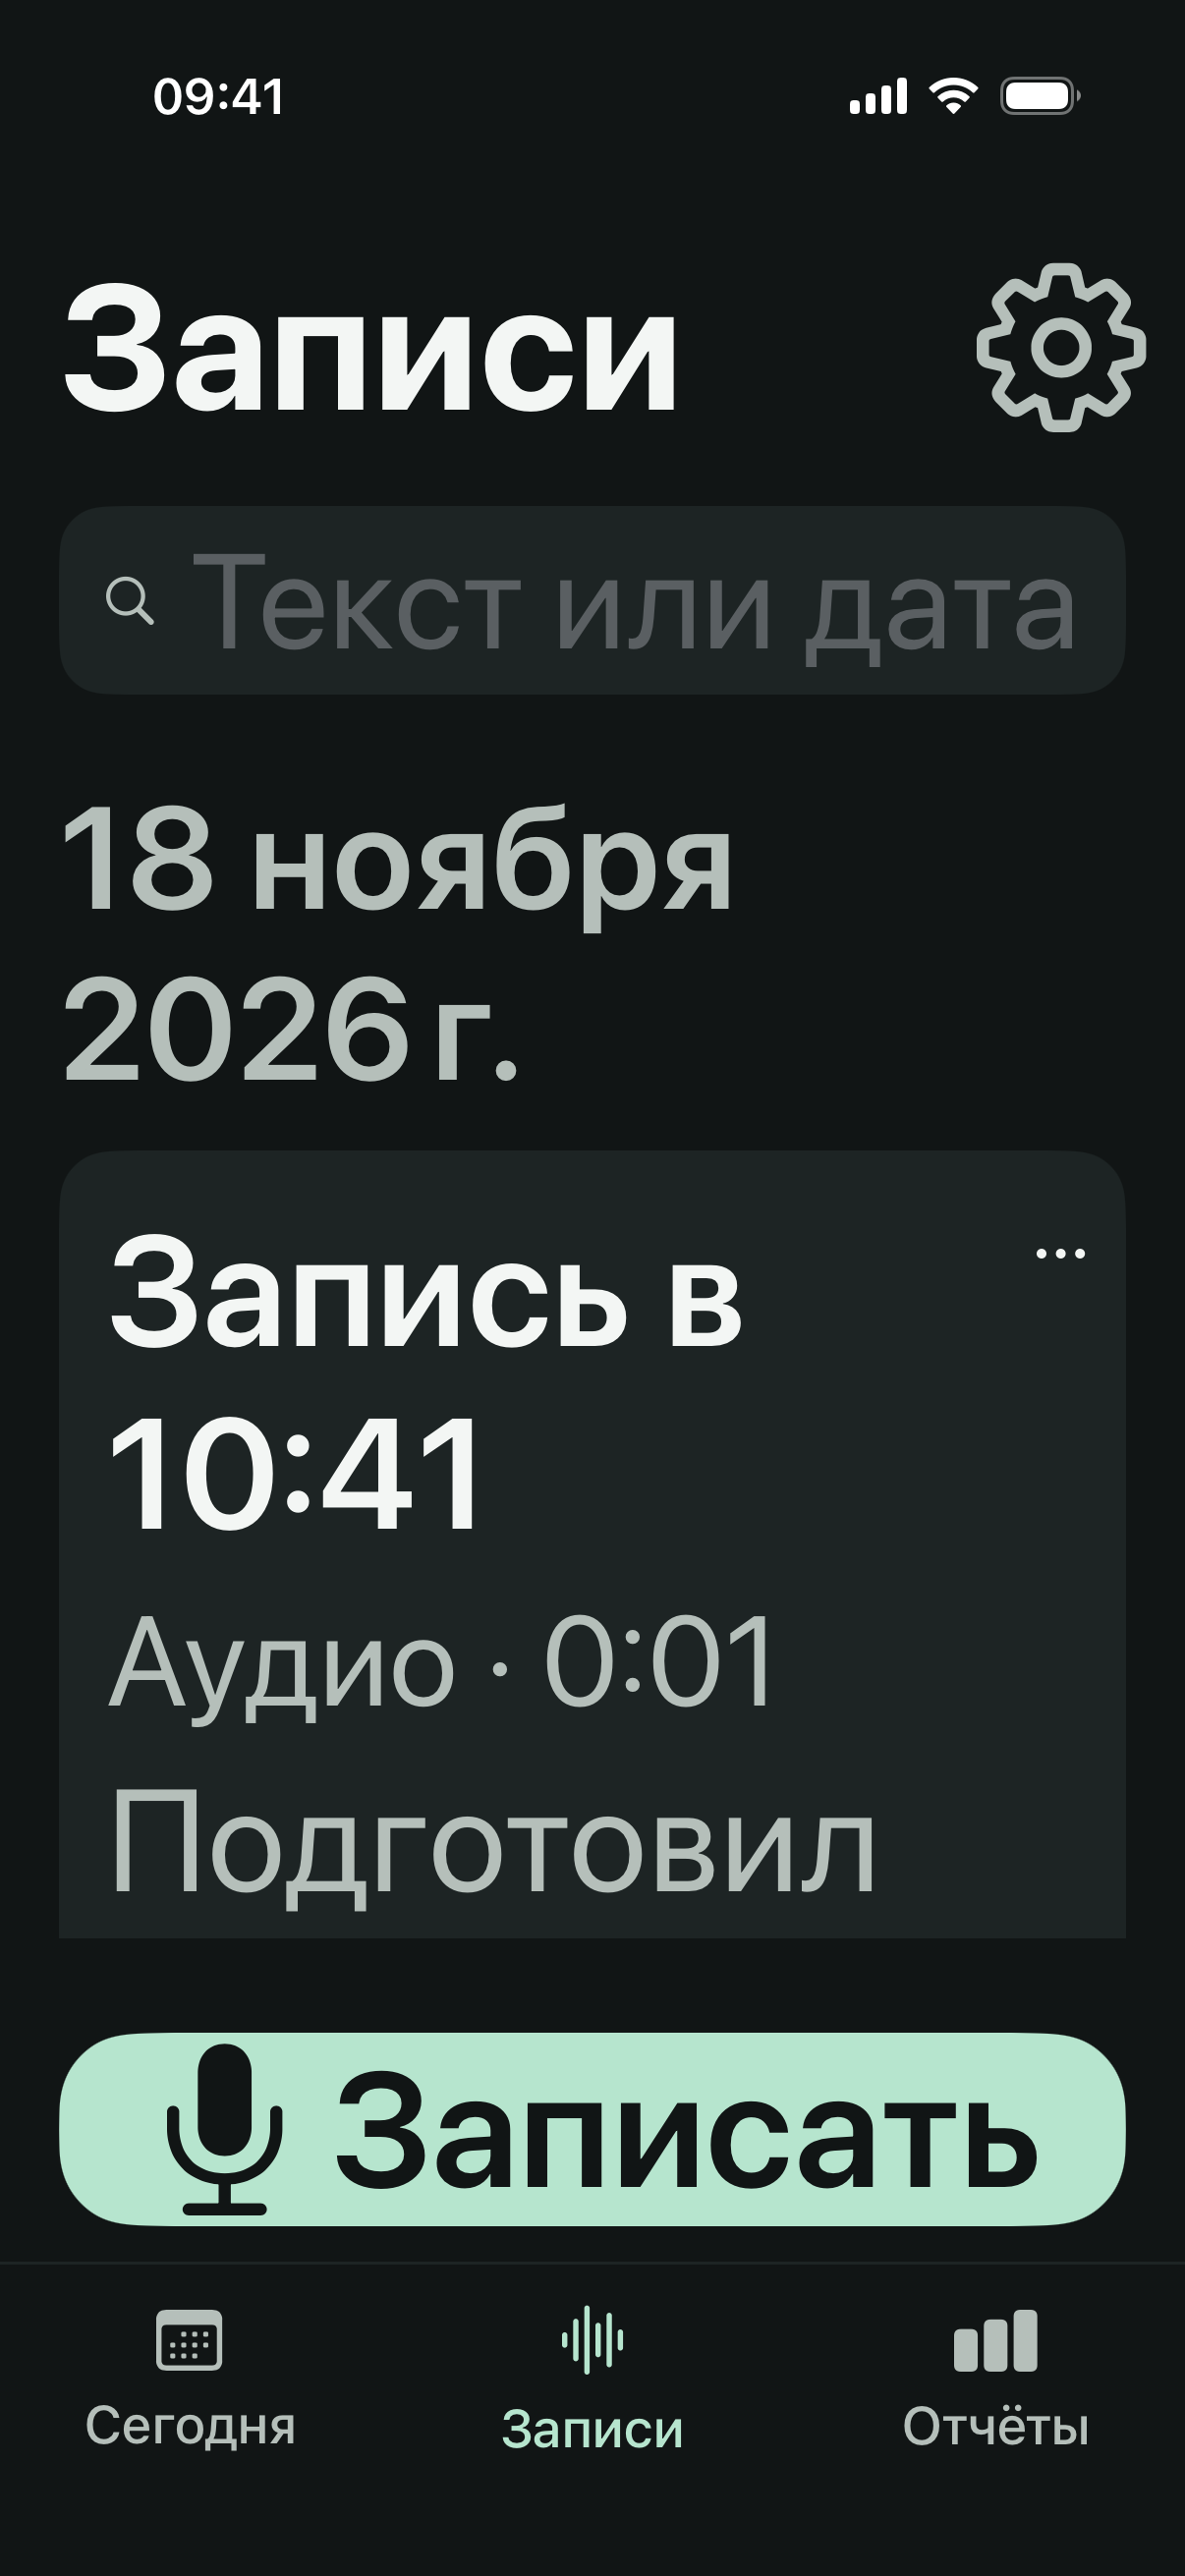 09:41
Записи
Текст или дата
18 ноября
2026 г.
Запись в
10:41
Аудио · 0:01
Подготовил
Записать
Сегодня
Записи
Отчёты